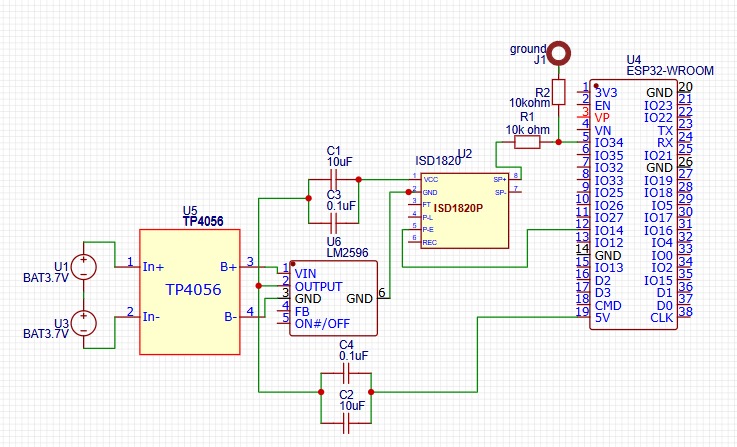 ground
J1
U4
ESP32-WROOM
R2
10kohm
R1
10k ohm
1 3V3 GND 20
2 EN IO23 21
3 VP IO22 22
4 VN TX 23
5 IO34 RX 24
6 IO35 IO21 25
7 IO32 GND 26
8 IO33 IO19 27
9 IO25 IO18 28
10 IO26 IO5 29
11 IO27 IO17 30
12 IO14 IO16 31
13 IO12 IO4 32
14 GND IO0 33
15 IO13 IO2 34
16 D2 IO15 35
17 D3 D1 36
18 CMD D0 37
19 5V CLK 38
C1
10uF
C3
0.1uF
ISD1820
U2
1 VCC SP+ 8
2 GND SP- 7
3 FT
4 P-L
5 P-E
6 REC
ISD1820P
U5
TP4056
1 In+ B+ 3
TP4056
2 In- B- 4
U1
BAT3.7V
U3
BAT3.7V
U6
LM2596
1 VIN
2 OUTPUT
3 GND GND 6
4 FB
5 ON#/OFF
C4
0.1uF
C2
10uF